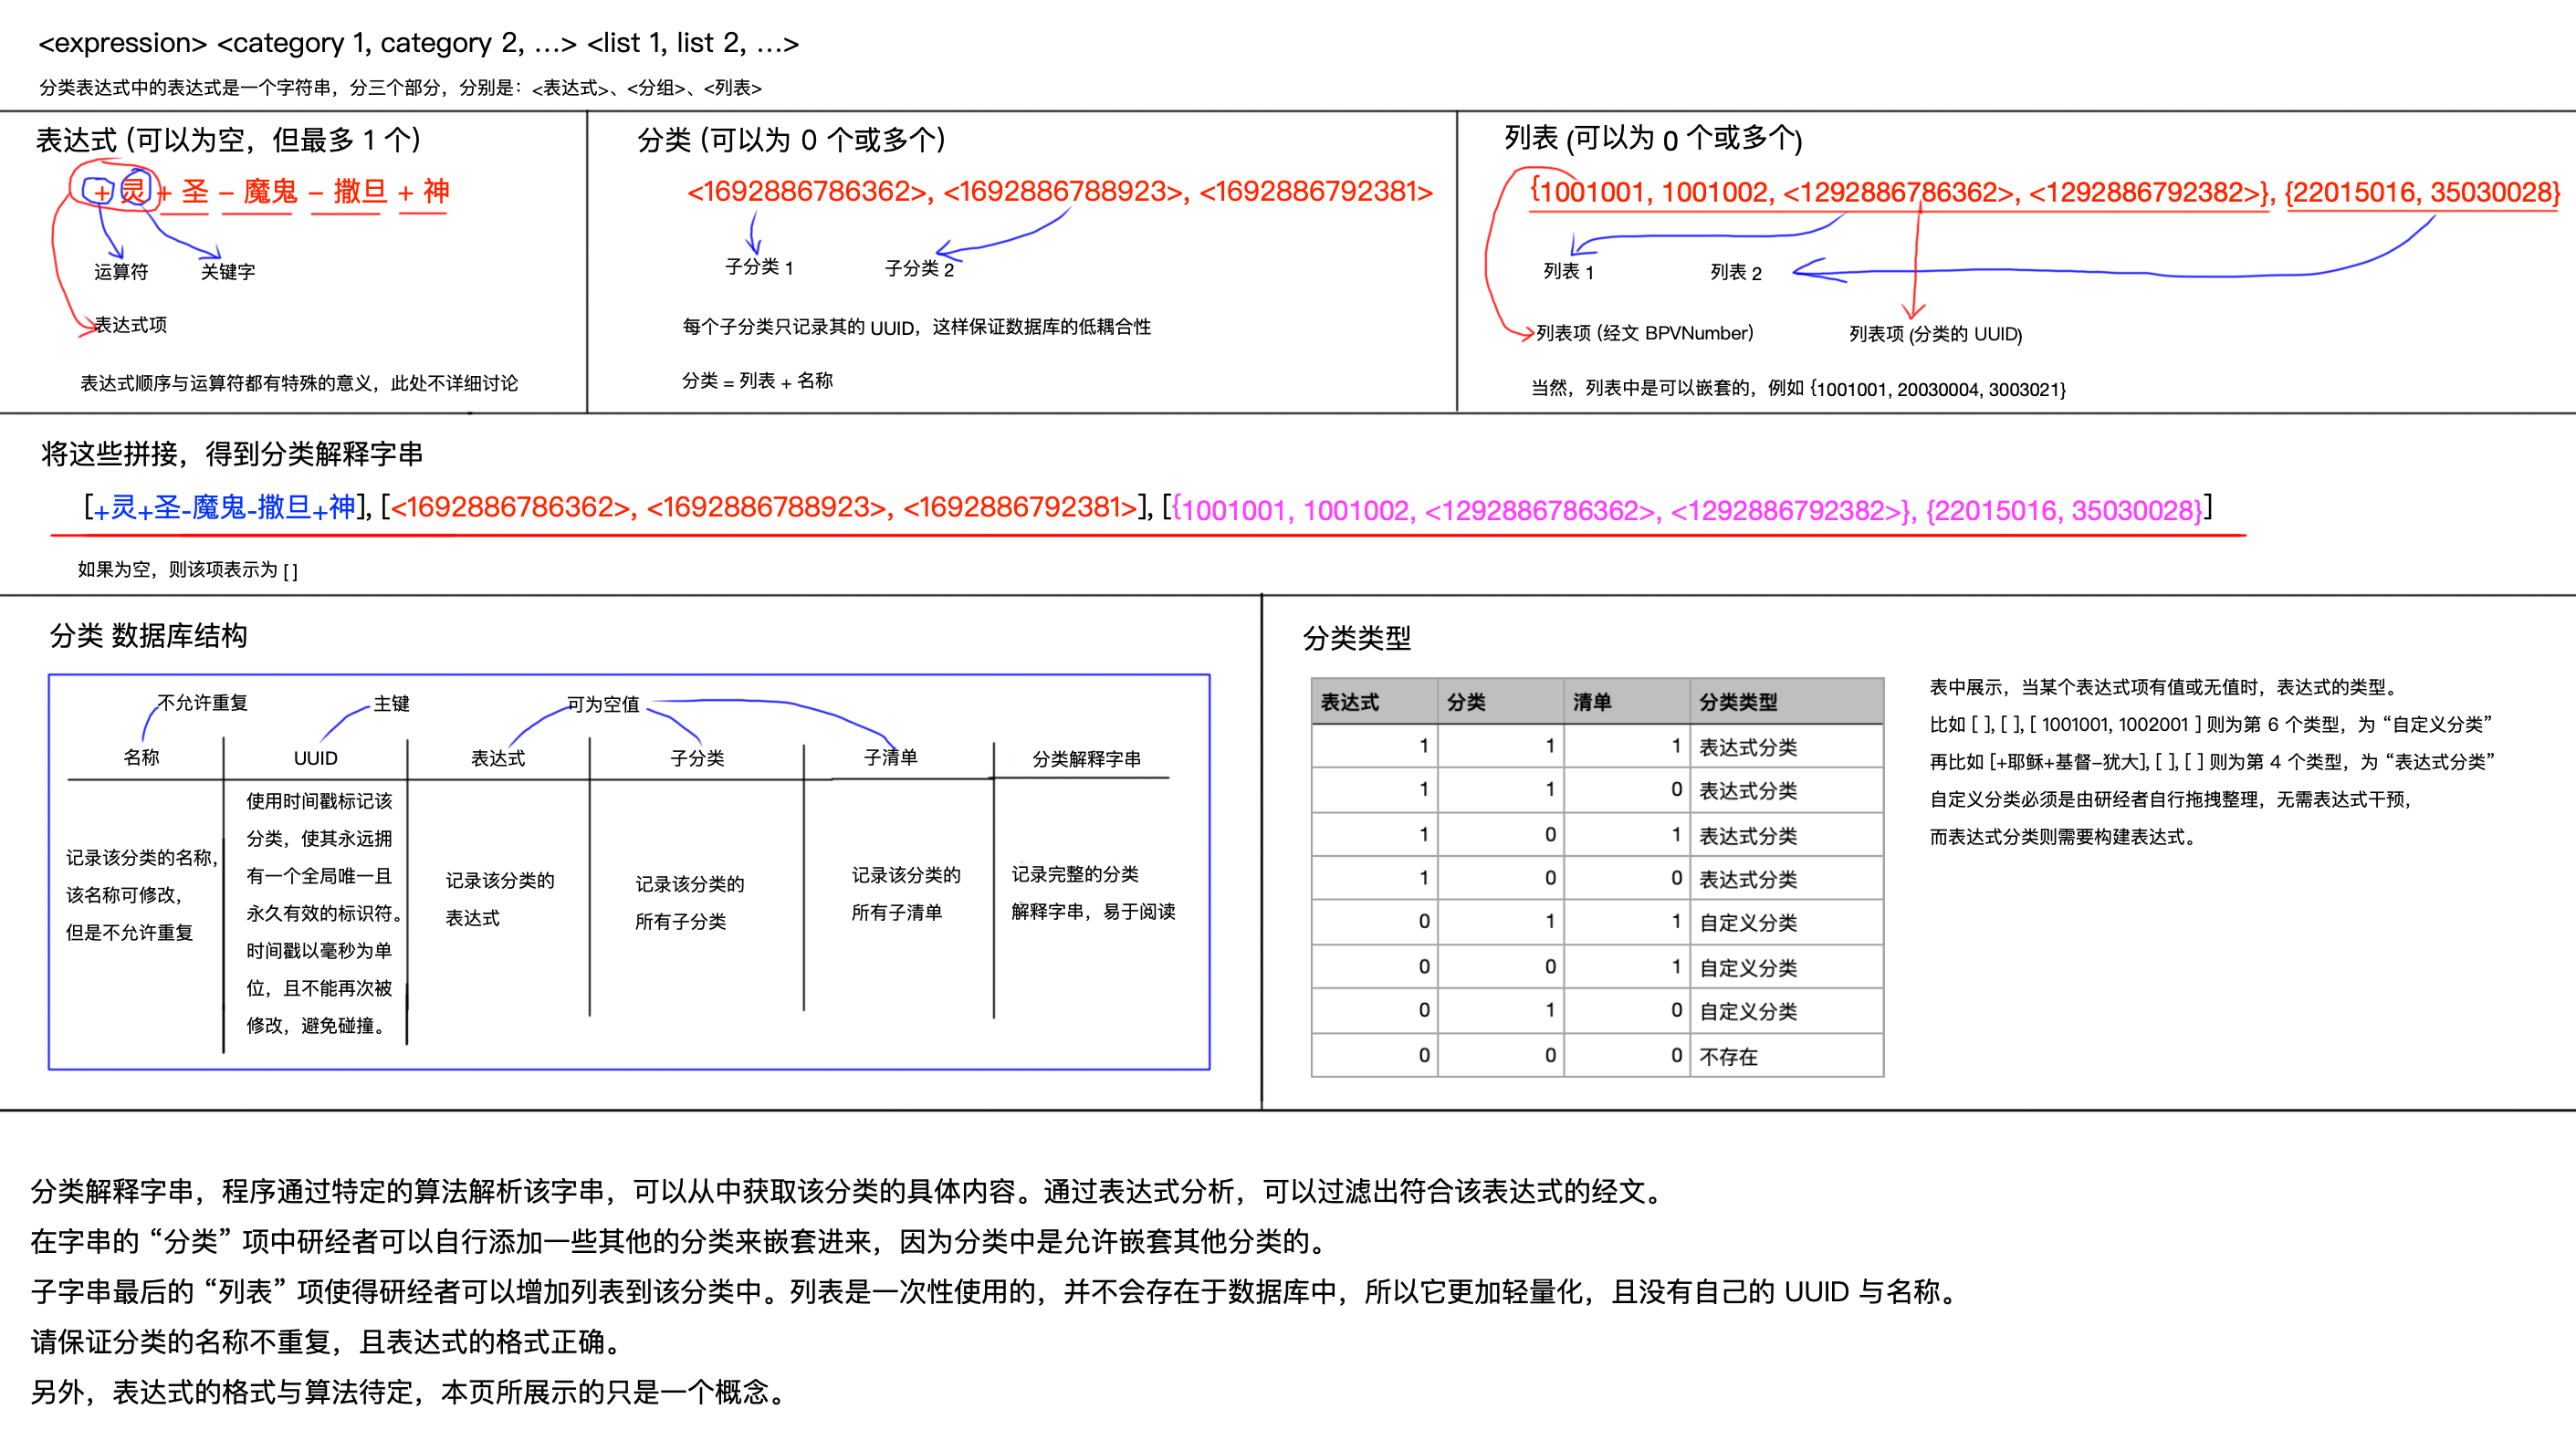 <expression> <category 1, category 2, …> <list 1, list 2, …>
分类表达式中的表达式是一个字符串，分三个部分，分别是：<表达式>、<分组>、<列表>
表达式 (可以为空，但最多 1 个)
+ 灵 + 圣 – 魔鬼 – 撒旦 + 神
运算符
关键字
表达式项
表达式顺序与运算符都有特殊的意义，此处不详细讨论
分类 (可以为 0 个或多个)
<1692886786362>, <1692886788923>, <1692886792381>
子分类 1
子分类 2
每个子分类只记录其的 UUID，这样保证数据库的低耦合性
分类 = 列表 + 名称
列表 (可以为 0 个或多个)
{1001001, 1001002, <1292886786362>, <1292886792382>}, {22015016, 35030028}
列表 1
列表 2
列表项 (经文 BPVNumber)
列表项 (分类的 UUID)
当然，列表中是可以嵌套的，例如 {1001001, 20030004, 3003021}
将这些拼接，得到分类解释字串
[+灵+圣-魔鬼-撒旦+神], [<1692886786362>, <1692886788923>, <1692886792381>], [{1001001, 1001002, <1292886786362>, <1292886792382>}, {22015016, 35030028}]
如果为空，则该项表示为 [ ]
分类 数据库结构
不允许重复
主键
可为空值
名称
UUID
表达式
子分类
子清单
分类解释字串
记录该分类的名称，
该名称可修改，
但是不允许重复
使用时间戳标记该
分类，使其永远拥
有一个全局唯一且
永久有效的标识符。
时间戳以毫秒为单
位，且不能再次被
修改，避免碰撞。
记录该分类的
表达式
记录该分类的
所有子分类
记录该分类的
所有子清单
记录完整的分类
解释字串，易于阅读
分类类型
表达式 分类 清单 分类类型
1 1 1 表达式分类
1 1 0 表达式分类
1 0 1 表达式分类
1 0 0 表达式分类
0 1 1 自定义分类
0 0 1 自定义分类
0 1 0 自定义分类
0 0 0 不存在
表中展示，当某个表达式项有值或无值时，表达式的类型。
比如 [ ], [ ], [ 1001001, 1002001 ] 则为第 6 个类型，为 “自定义分类”
再比如 [+耶稣+基督–犹大], [ ], [ ] 则为第 4 个类型，为 “表达式分类”
自定义分类必须是由研经者自行拖拽整理，无需表达式干预，
而表达式分类则需要构建表达式。
分类解释字串，程序通过特定的算法解析该字串，可以从中获取该分类的具体内容。通过表达式分析，可以过滤出符合该表达式的经文。
在字串的 “分类” 项中研经者可以自行添加一些其他的分类来嵌套进来，因为分类中是允许嵌套其他分类的。
子字串最后的 “列表” 项使得研经者可以增加列表到该分类中。列表是一次性使用的，并不会存在于数据库中，所以它更加轻量化，且没有自己的 UUID 与名称。
请保证分类的名称不重复，且表达式的格式正确。
另外，表达式的格式与算法待定，本页所展示的只是一个概念。